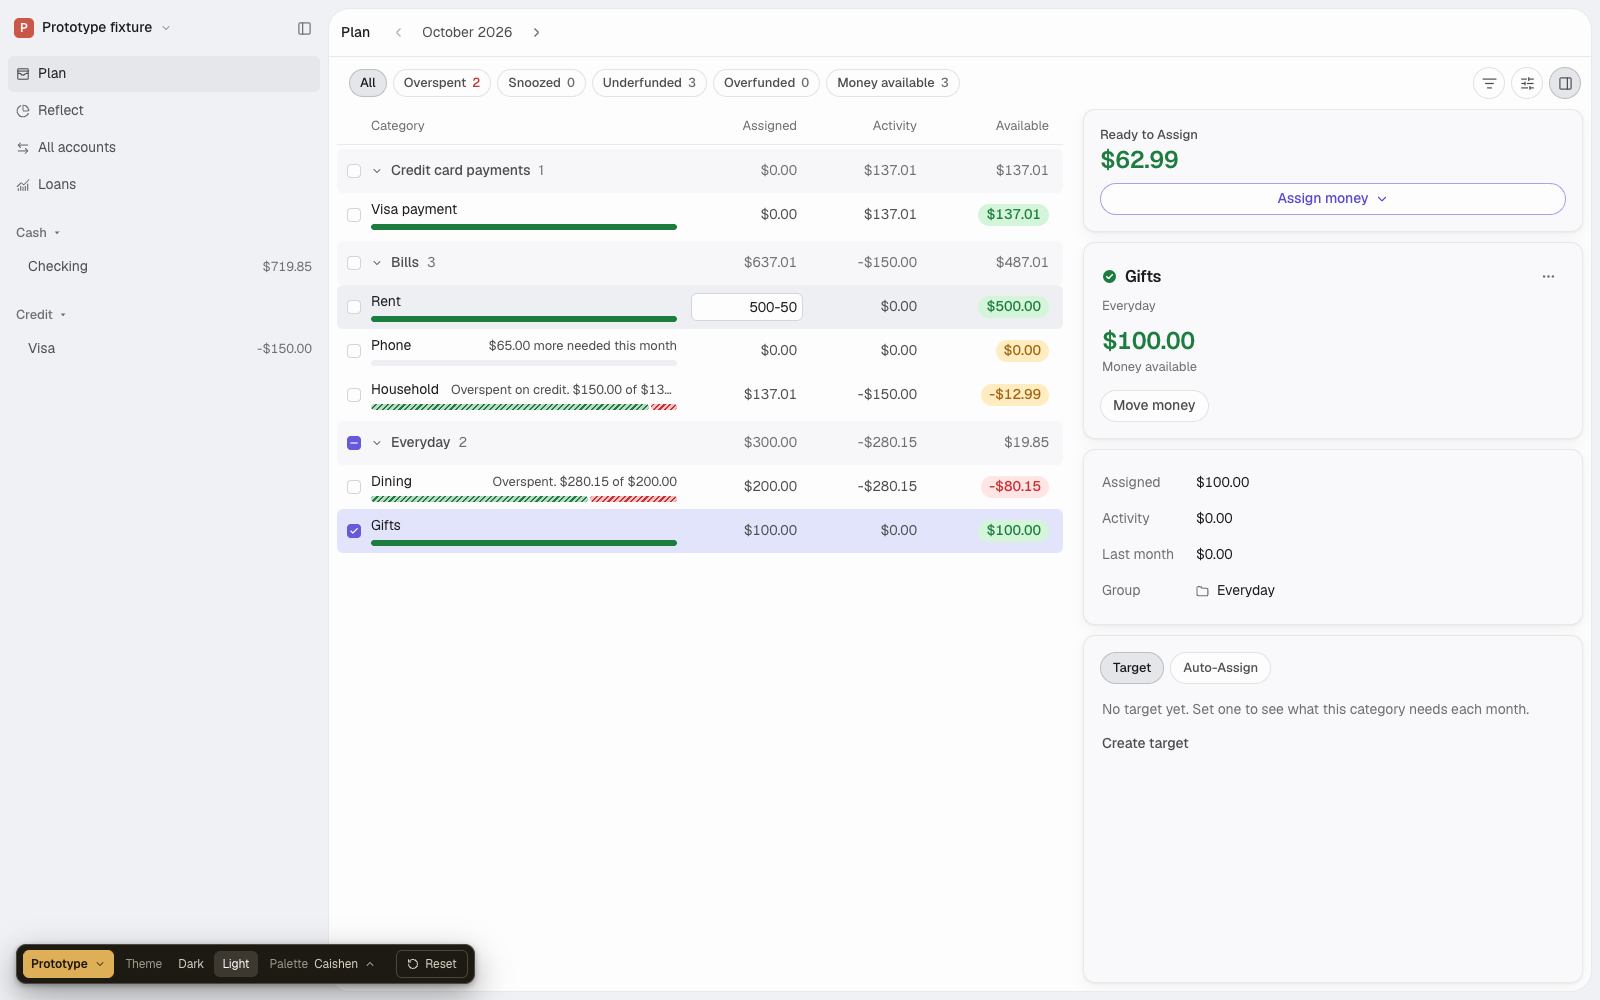 P Prototype fixture
Plan
Reflect
All accounts
Loans
Cash
Checking $719.85
Credit
Visa -$150.00
Plan October 2026
All Overspent 2 Snoozed 0 Underfunded 3 Overfunded 0 Money available 3
Category Assigned Activity Available
Credit card payments 1 $0.00 $137.01 $137.01
Visa payment $0.00 $137.01 $137.01
Bills 3 $637.01 -$150.00 $487.01
Rent 500-50 $0.00 $500.00
Phone $65.00 more needed this month $0.00 $0.00 $0.00
Household Overspent on credit. $150.00 of $13... $137.01 -$150.00 -$12.99
Everyday 2 $300.00 -$280.15 $19.85
Dining Overspent. $280.15 of $200.00 $200.00 -$280.15 -$80.15
Gifts $100.00 $0.00 $100.00
Ready to Assign
$62.99
Assign money
Gifts
Everyday
$100.00
Money available
Move money
Assigned $100.00
Activity $0.00
Last month $0.00
Group Everyday
Target Auto-Assign
No target yet. Set one to see what this category needs each month.
Create target
Prototype Theme Dark Light Palette Caishen Reset